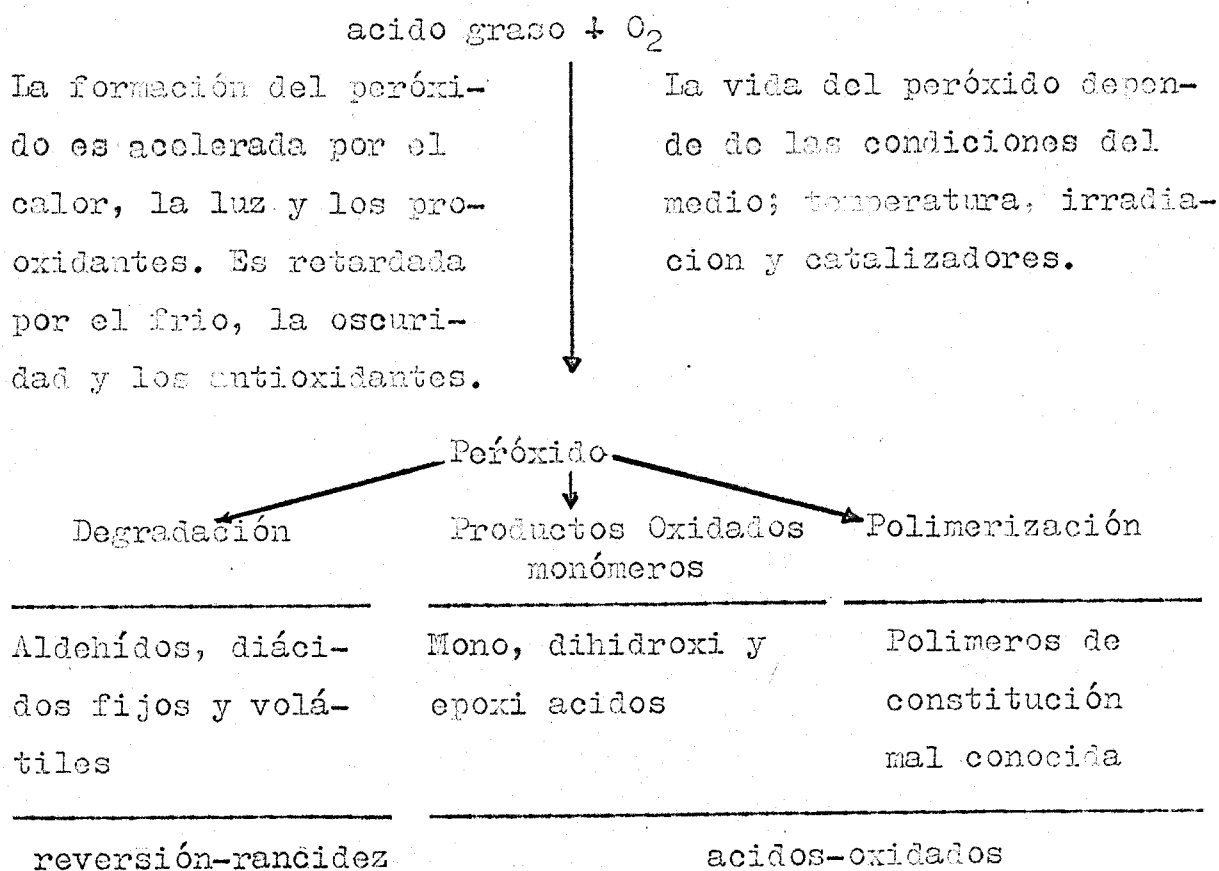 acido graso + O2
La formación del peróxi-
do es acelerada por el
calor, la luz y los pro-
oxidantes. Es retardada
por el frio, la oscuri-
dad y los antioxidantes.
La vida del peróxido depen-
de de las condiciones del
medio; temperatura, irradia-
cion y catalizadores.
Peróxido
Degradación
Productos Oxidados
monómeros
Polimerización
Aldehídos, diáci-
dos fijos y volá-
tiles
Mono, dihidroxi y
epoxi acidos
Polimeros de
constitución
mal conocida
reversión-rancidez
acidos-oxidados